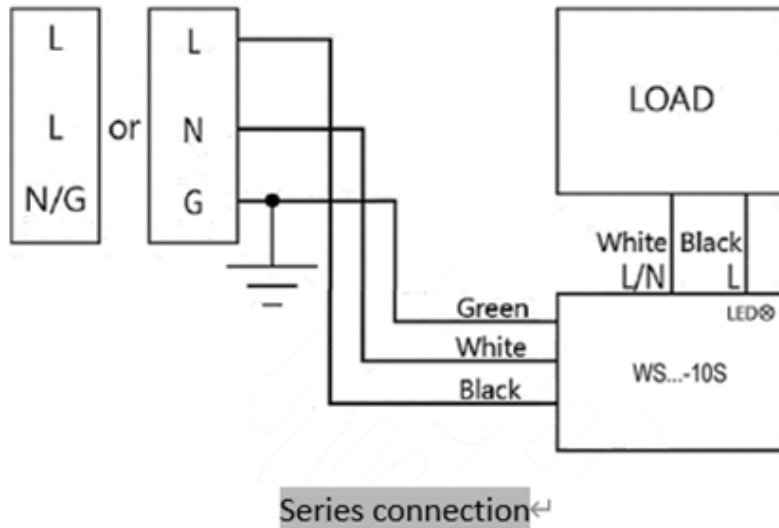 L
L
N/G
or
L
N
G
LOAD
White Black
L/N L
LED⊗
WS...-10S
Green
White
Black
Series connection↵